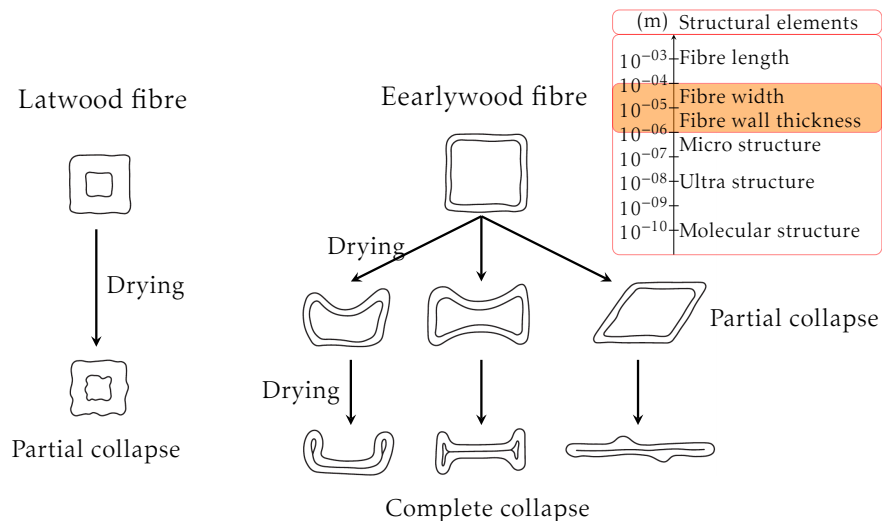 (m) Structural elements
10⁻⁰³ Fibre length
10⁻⁰⁴
Fibre width
10⁻⁰⁵
Fibre wall thickness
10⁻⁰⁶
Micro structure
10⁻⁰⁷
10⁻⁰⁸ Ultra structure
10⁻⁰⁹
10⁻¹⁰ Molecular structure
Latwood fibre
Eearlywood fibre
Drying
Drying
Partial collapse
Drying
Partial collapse
Complete collapse